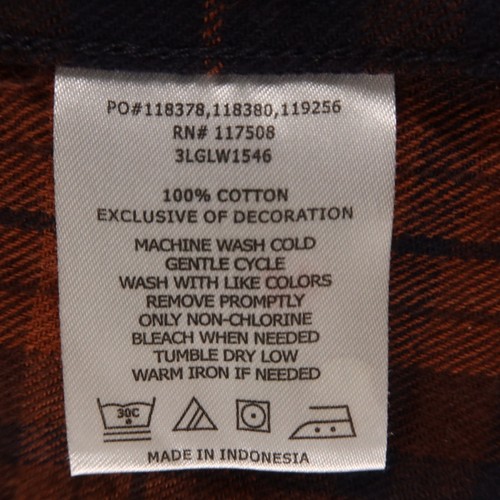 PO#118378,118380,119256
RN# 117508
3LGLW1546
100% COTTON
EXCLUSIVE OF DECORATION
MACHINE WASH COLD
GENTLE CYCLE
WASH WITH LIKE COLORS
REMOVE PROMPTLY
ONLY NON-CHLORINE
BLEACH WHEN NEEDED
TUMBLE DRY LOW
WARM IRON IF NEEDED
30C
MADE IN INDONESIA